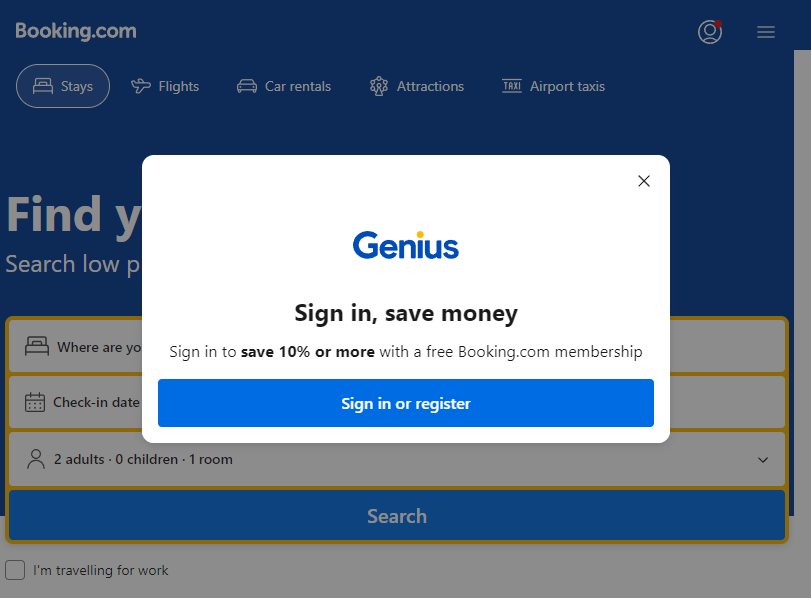 Booking.com
Stays
Flights
Car rentals
Attractions
TAXI Airport taxis
Find y
Search low p
Genius
Sign in, save money
Sign in to save 10% or more with a free Booking.com membership
Sign in or register
Where are yo
Check-in date
2 adults · 0 children · 1 room
Search
I'm travelling for work